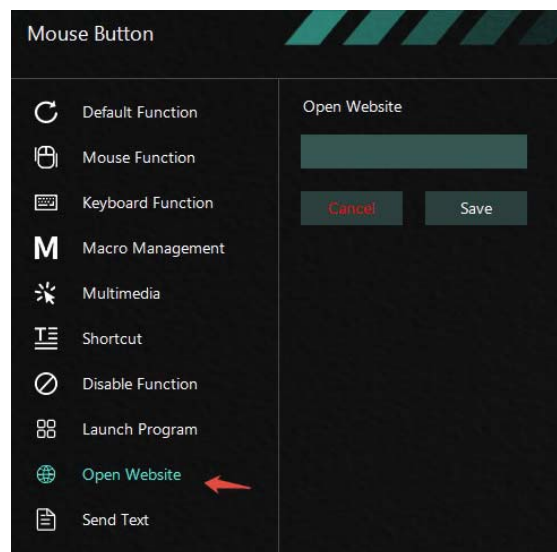 Mouse Button
Default Function
Mouse Function
Keyboard Function
M Macro Management
Multimedia
Shortcut
Disable Function
Launch Program
Open Website
Send Text
Open Website
Cancel Save